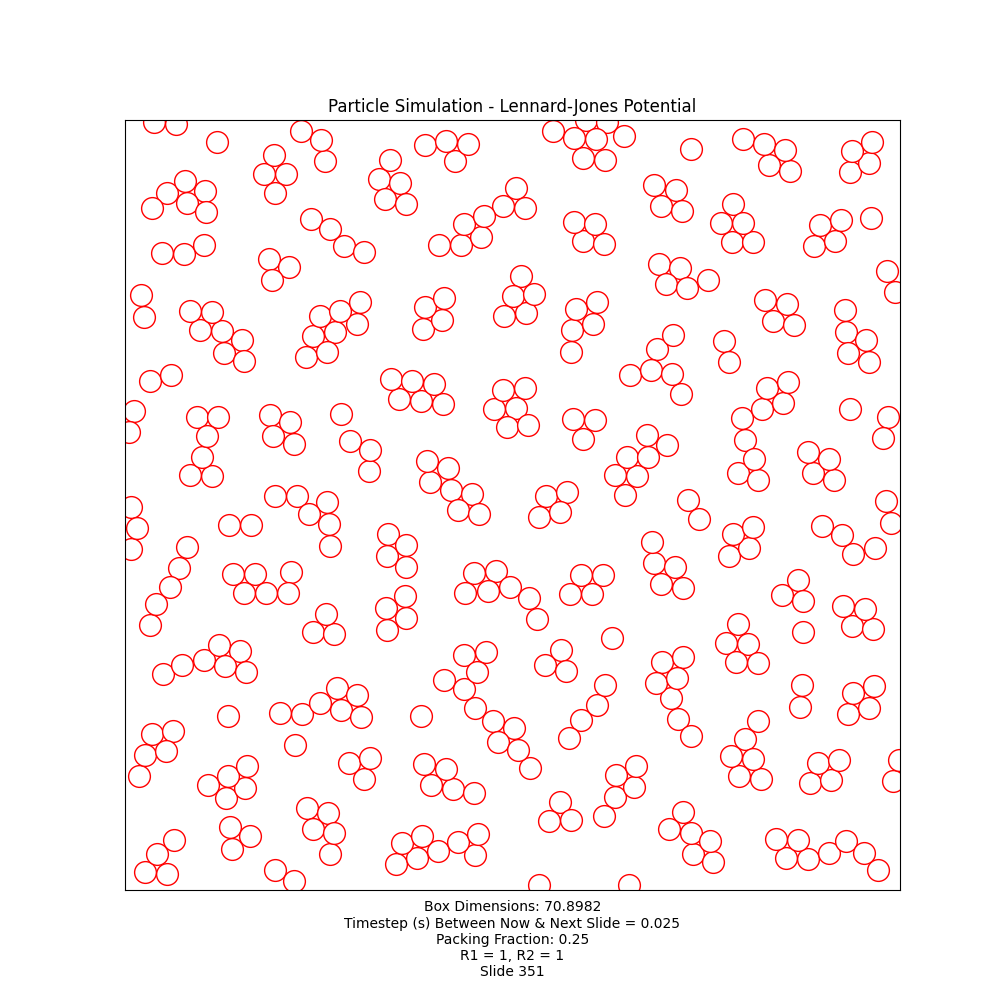 Particle Simulation - Lennard-Jones Potential
Box Dimensions: 70.8982
Timestep (s) Between Now & Next Slide = 0.025
Packing Fraction: 0.25
R1 = 1, R2 = 1
Slide 351